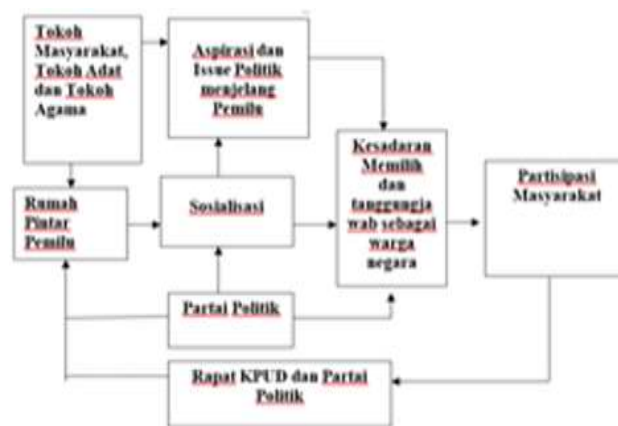 Tokoh
Masyarakat,
Tokoh Adat
dan Tokoh
Agama
Aspirasi dan
Issue Politik
menjelang
Pemilu
Kesadaran
Memilih
dan
tanggungja
wab sebagai
warga
negara
Partisipasi
Masyarakat
Rumah
Pintar
Pemilu
Sosialisasi
Partai Politik
Rapat KPUD dan Partai
Politik